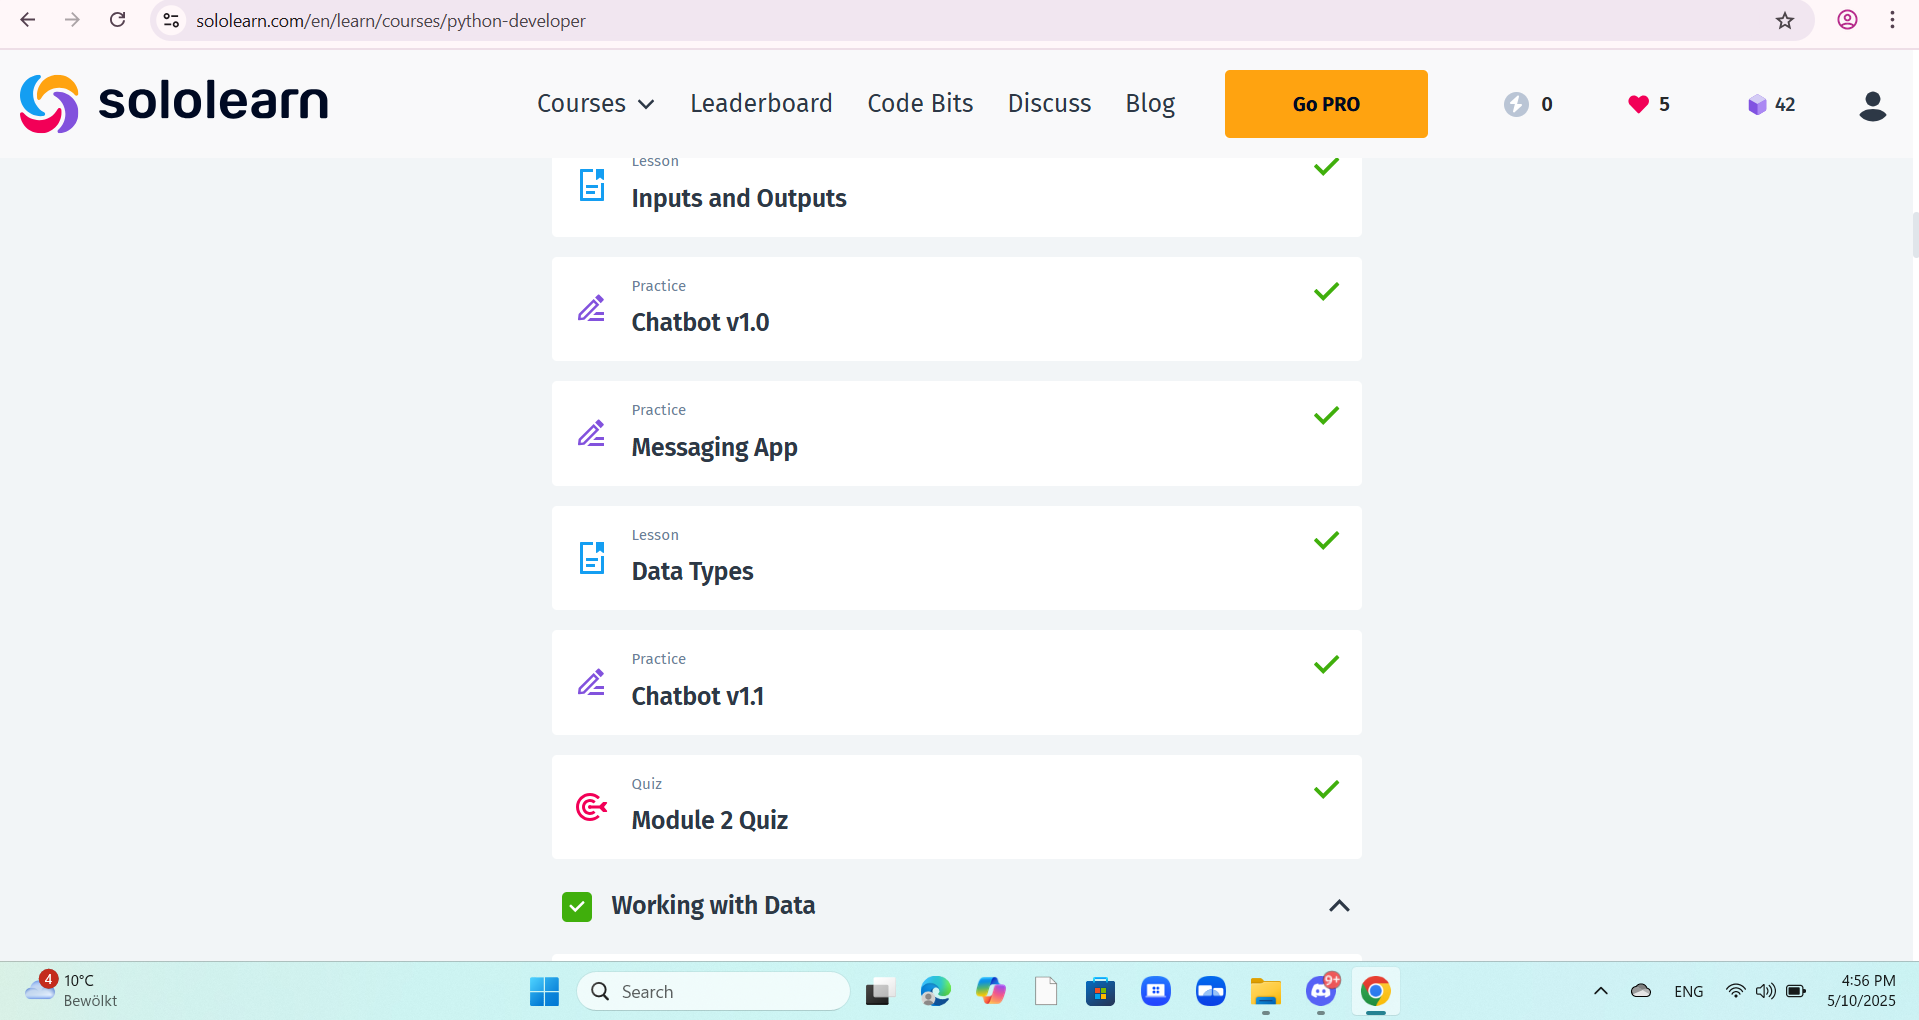 sololearn.com/en/learn/courses/python-developer
sololearn
Courses
Leaderboard
Code Bits
Discuss
Blog
Go PRO
0
5
42
Lesson
Inputs and Outputs
Practice
Chatbot v1.0
Practice
Messaging App
Lesson
Data Types
Practice
Chatbot v1.1
Quiz
Module 2 Quiz
Working with Data
4
10°C
Bewölkt
Search
9+
ENG
4:56 PM
5/10/2025